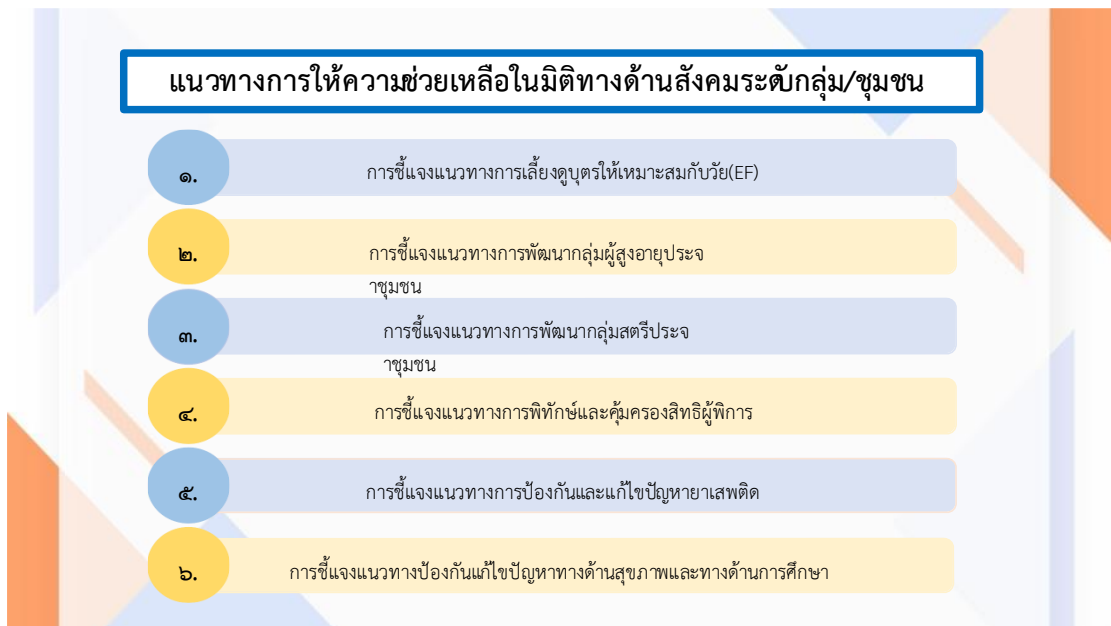 แนวทางการให้ความช่วยเหลือในมิติทางด้านสังคมระดับกลุ่ม/ชุมชน
๑. การชี้แจงแนวทางการเลี้ยงดูบุตรให้เหมาะสมกับวัย(EF)
๒. การชี้แจงแนวทางการพัฒนากลุ่มผู้สูงอายุประจ
าชุมชน
๓. การชี้แจงแนวทางการพัฒนากลุ่มสตรีประจ
าชุมชน
๔. การชี้แจงแนวทางการพิทักษ์และคุ้มครองสิทธิผู้พิการ
๕. การชี้แจงแนวทางการป้องกันและแก้ไขปัญหายาเสพติด
๖. การชี้แจงแนวทางป้องกันแก้ไขปัญหาทางด้านสุขภาพและทางด้านการศึกษา